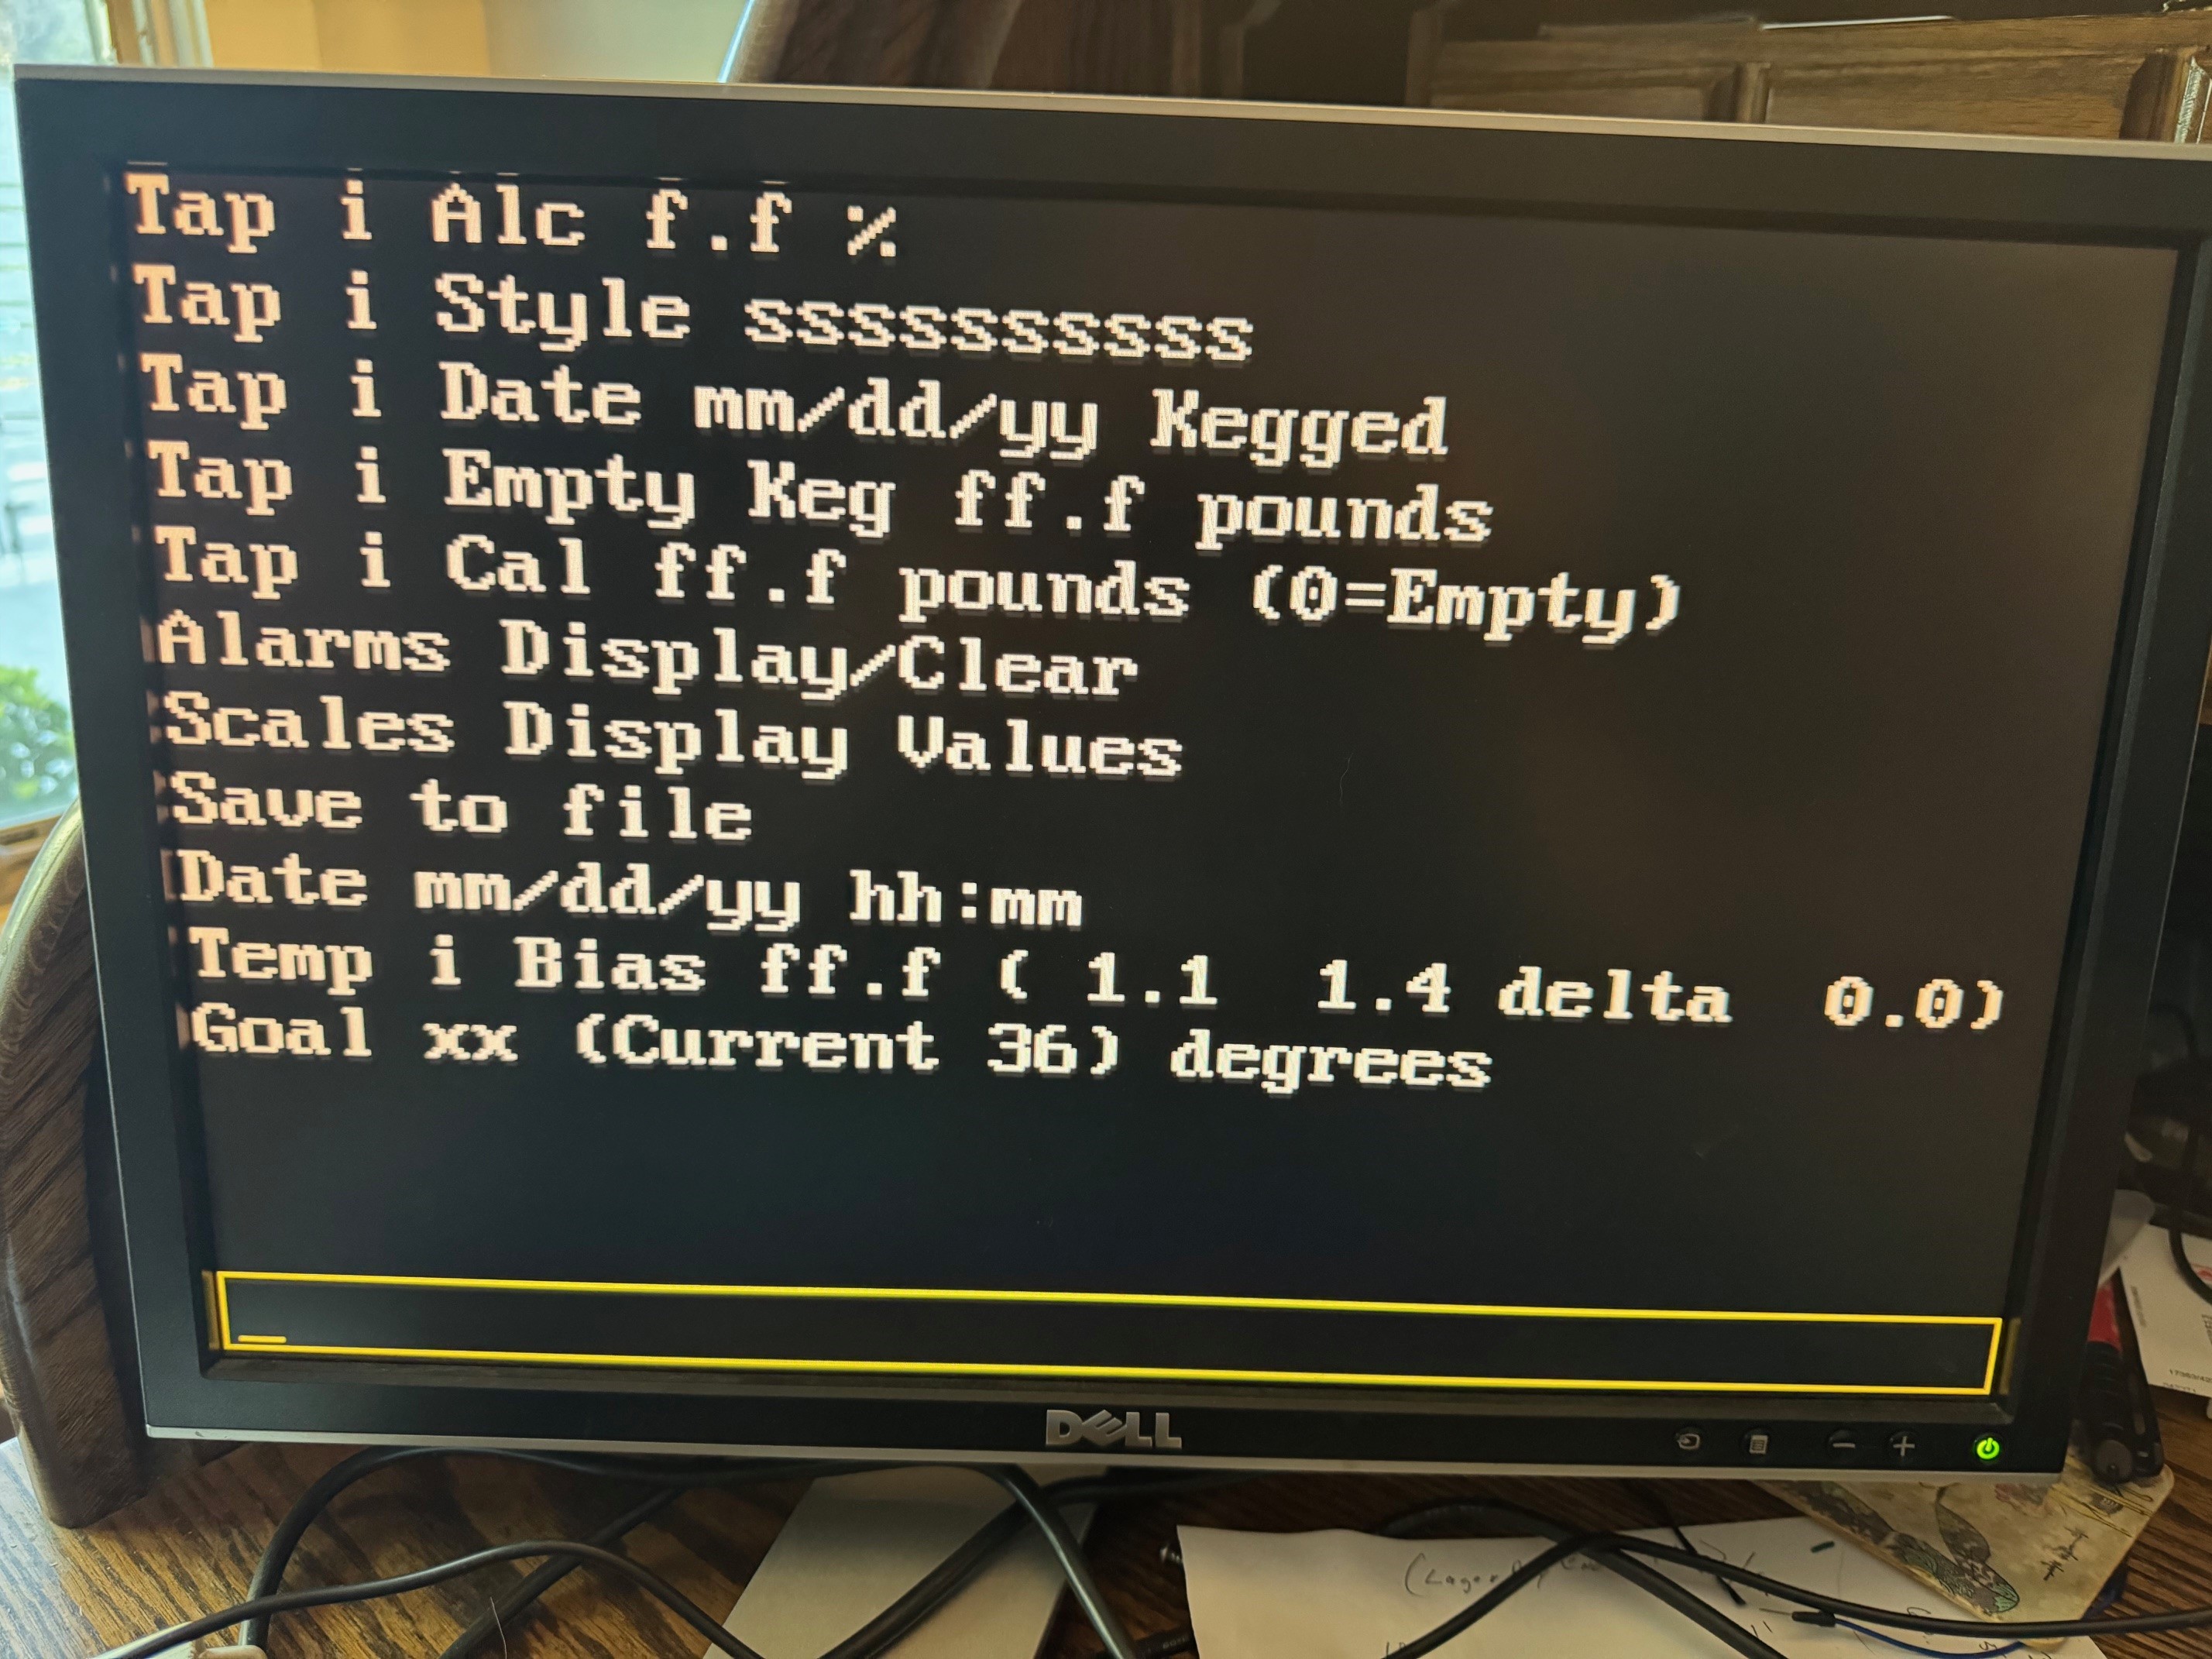 Tap i Alc f.f %
Tap i Style ssssssssss
Tap i Date mm/dd/yy Kegged
Tap i Empty Keg ff.f pounds
Tap i Cal ff.f pounds (0=Empty)
Alarms Display/Clear
Scales Display Values
Save to file
Date mm/dd/yy hh:mm
Temp i Bias ff.f ( 1.1  1.4 delta  0.0)
Goal xx (Current 36) degrees
DELL